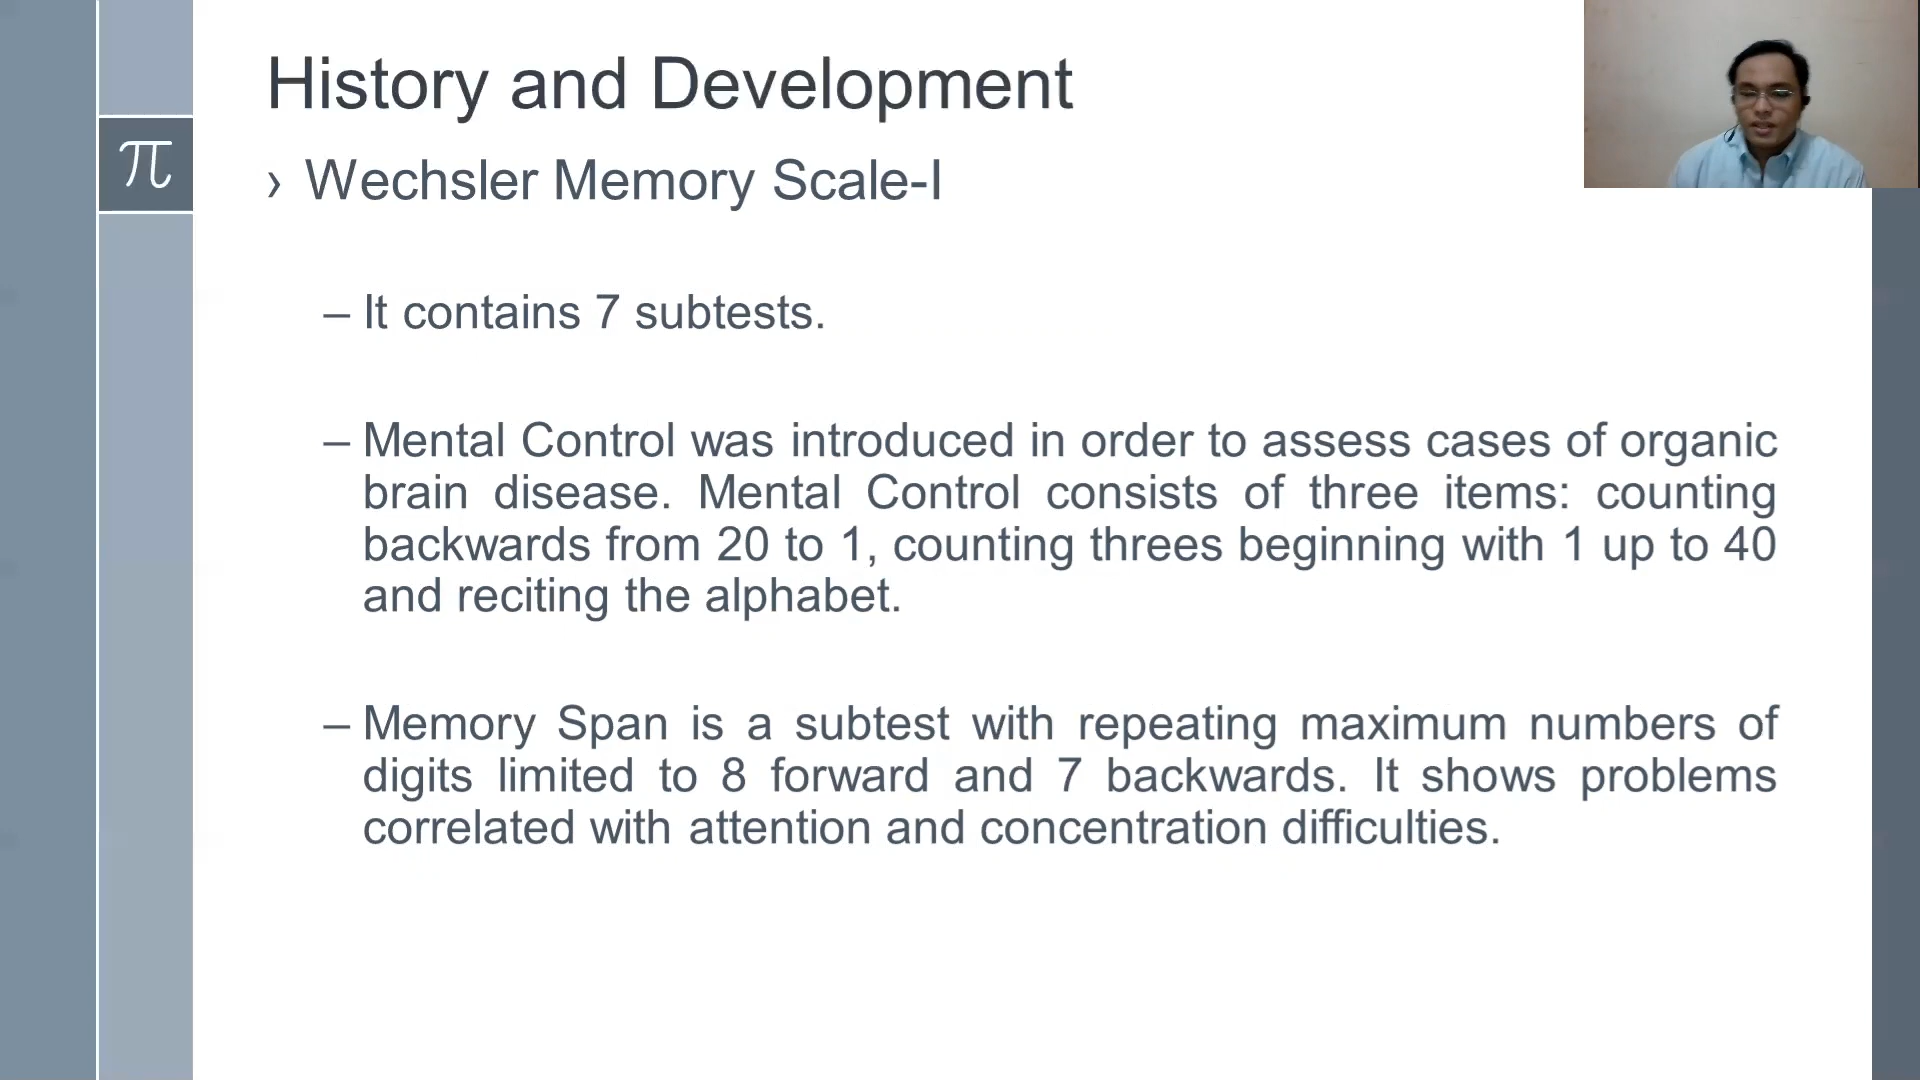 History and Development
π
› Wechsler Memory Scale-I
– It contains 7 subtests.
– Mental Control was introduced in order to assess cases of organic
brain disease. Mental Control consists of three items: counting
backwards from 20 to 1, counting threes beginning with 1 up to 40
and reciting the alphabet.
– Memory Span is a subtest with repeating maximum numbers of
digits limited to 8 forward and 7 backwards. It shows problems
correlated with attention and concentration difficulties.